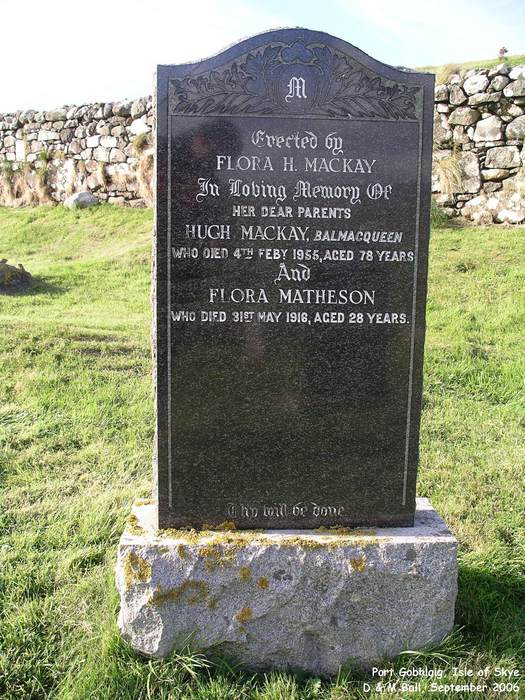 M
Erected by
FLORA H. MACKAY
In Loving Memory Of
HER DEAR PARENTS
HUGH MACKAY, BALMACQUEEN
WHO DIED 4TH FEBY 1955, AGED 78 YEARS
And
FLORA MATHESON
WHO DIED 31ST MAY 1916, AGED 28 YEARS.
Thy will be done
Port Gobhlaig, Isle of Skye
D & M Ball, September 2006